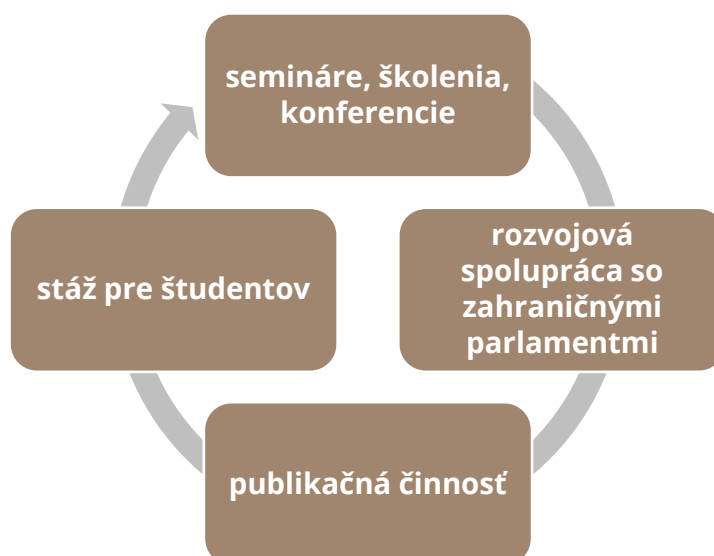 semináre, školenia,
konferencie
rozvojová
spolupráca so
zahraničnými
parlamentmi
publikačná činnosť
stáž pre študentov